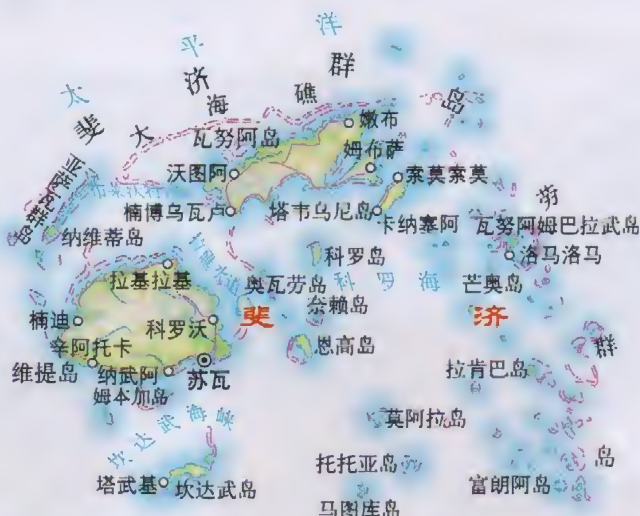 太平洋
斐济群岛
大海礁
瓦努阿岛
嫩布
姆布萨
沃图阿
索莫索莫
楠博乌瓦卢
塔韦乌尼岛
卡纳塞阿
瓦努阿姆巴拉武岛
洛马洛马
纳维蒂岛
科罗岛
拉基拉基
奥瓦劳岛
科罗海
芒奥岛
奈赖岛
斐济
楠迪
科罗沃
辛阿托卡
恩高岛
群
维提岛
纳武阿
苏瓦
拉肯巴岛
姆本加岛
莫阿拉岛
坎达武海峡
岛
托托亚岛
塔武基
坎达武岛
富朗阿岛
马图库岛